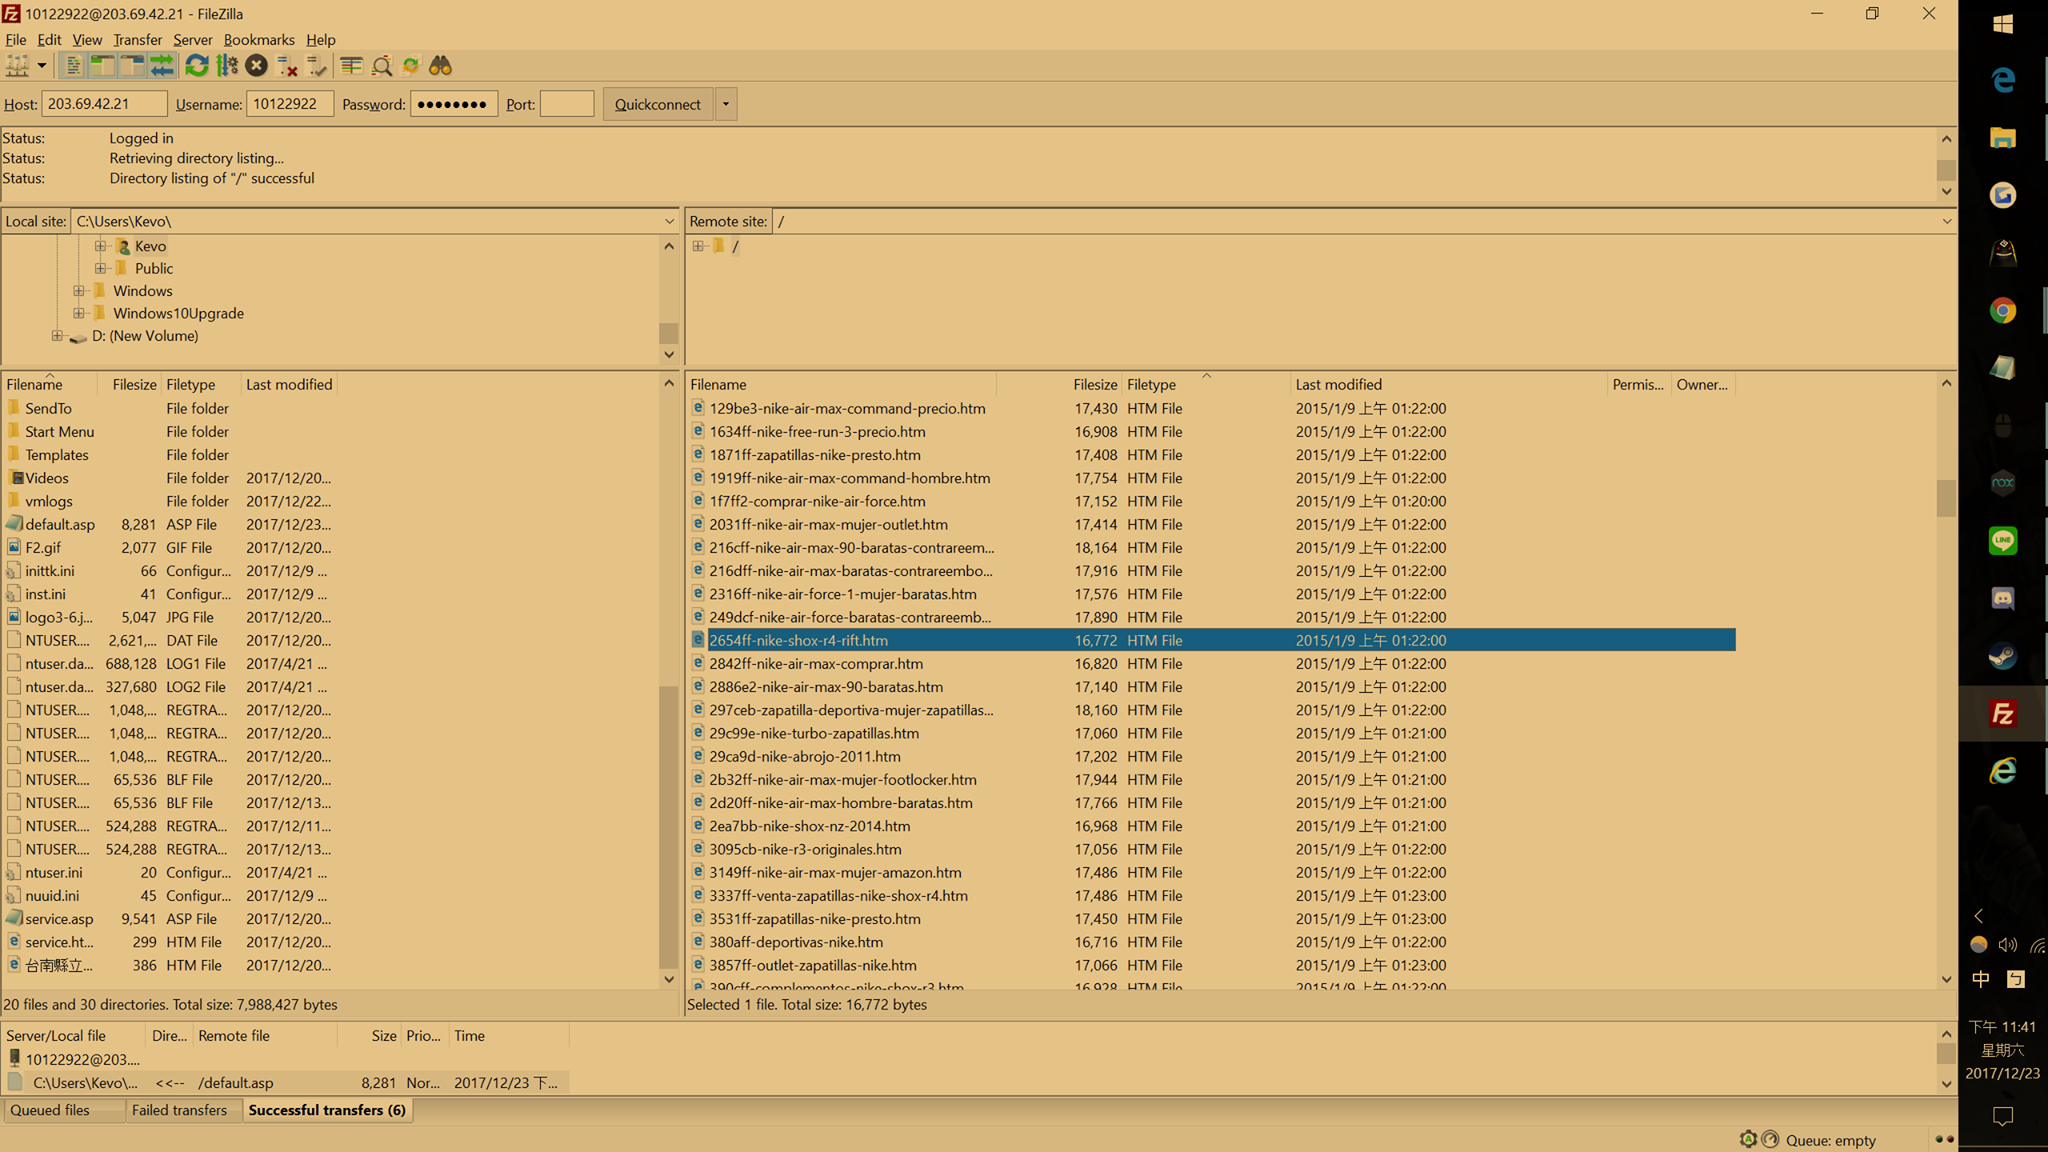 10122922@203.69.42.21 - FileZilla
File Edit View Transfer Server Bookmarks Help
Host: 203.69.42.21 Username: 10122922 Password: ●●●●●●●● Port: Quickconnect
Status: Logged in
Status: Retrieving directory listing...
Status: Directory listing of "/" successful
Local site: C:\Users\Kevo\
Kevo
Public
Windows
Windows10Upgrade
D: (New Volume)
Remote site: /
/
Filename Filesize Filetype Last modified
SendTo File folder
Start Menu File folder
Templates File folder
Videos File folder 2017/12/20...
vmlogs File folder 2017/12/22...
default.asp 8,281 ASP File 2017/12/23...
F2.gif 2,077 GIF File 2017/12/20...
inittk.ini 66 Configur... 2017/12/9 ...
inst.ini 41 Configur... 2017/12/9 ...
logo3-6.j... 5,047 JPG File 2017/12/20...
NTUSER.... 2,621,... DAT File 2017/12/20...
ntuser.da... 688,128 LOG1 File 2017/4/21 ...
ntuser.da... 327,680 LOG2 File 2017/4/21 ...
NTUSER.... 1,048,... REGTRA... 2017/12/20...
NTUSER.... 1,048,... REGTRA... 2017/12/20...
NTUSER.... 1,048,... REGTRA... 2017/12/20...
NTUSER.... 65,536 BLF File 2017/12/20...
NTUSER.... 65,536 BLF File 2017/12/13...
NTUSER.... 524,288 REGTRA... 2017/12/11...
NTUSER.... 524,288 REGTRA... 2017/12/13...
ntuser.ini 20 Configur... 2017/4/21 ...
nuuid.ini 45 Configur... 2017/12/9 ...
service.asp 9,541 ASP File 2017/12/20...
service.ht... 299 HTM File 2017/12/20...
台南縣立... 386 HTM File 2017/12/20...
20 files and 30 directories. Total size: 7,988,427 bytes
Filename Filesize Filetype Last modified Permis... Owner...
129be3-nike-air-max-command-precio.htm 17,430 HTM File 2015/1/9 上午 01:22:00
1634ff-nike-free-run-3-precio.htm 16,908 HTM File 2015/1/9 上午 01:22:00
1871ff-zapatillas-nike-presto.htm 17,408 HTM File 2015/1/9 上午 01:22:00
1919ff-nike-air-max-command-hombre.htm 17,754 HTM File 2015/1/9 上午 01:22:00
1f7ff2-comprar-nike-air-force.htm 17,152 HTM File 2015/1/9 上午 01:20:00
2031ff-nike-air-max-mujer-outlet.htm 17,414 HTM File 2015/1/9 上午 01:22:00
216cff-nike-air-max-90-baratas-contrareem... 18,164 HTM File 2015/1/9 上午 01:22:00
216dff-nike-air-max-baratas-contrareembo... 17,916 HTM File 2015/1/9 上午 01:22:00
2316ff-nike-air-force-1-mujer-baratas.htm 17,576 HTM File 2015/1/9 上午 01:22:00
249dcf-nike-air-force-baratas-contrareemb... 17,890 HTM File 2015/1/9 上午 01:22:00
2654ff-nike-shox-r4-rift.htm 16,772 HTM File 2015/1/9 上午 01:22:00
2842ff-nike-air-max-comprar.htm 16,820 HTM File 2015/1/9 上午 01:22:00
2886e2-nike-air-max-90-baratas.htm 17,140 HTM File 2015/1/9 上午 01:22:00
297ceb-zapatilla-deportiva-mujer-zapatillas... 18,160 HTM File 2015/1/9 上午 01:22:00
29c99e-nike-turbo-zapatillas.htm 17,060 HTM File 2015/1/9 上午 01:21:00
29ca9d-nike-abrojo-2011.htm 17,202 HTM File 2015/1/9 上午 01:21:00
2b32ff-nike-air-max-mujer-footlocker.htm 17,944 HTM File 2015/1/9 上午 01:21:00
2d20ff-nike-air-max-hombre-baratas.htm 17,766 HTM File 2015/1/9 上午 01:21:00
2ea7bb-nike-shox-nz-2014.htm 16,968 HTM File 2015/1/9 上午 01:21:00
3095cb-nike-r3-originales.htm 17,056 HTM File 2015/1/9 上午 01:22:00
3149ff-nike-air-max-mujer-amazon.htm 17,486 HTM File 2015/1/9 上午 01:22:00
3337ff-venta-zapatillas-nike-shox-r4.htm 17,486 HTM File 2015/1/9 上午 01:23:00
3531ff-zapatillas-nike-presto.htm 17,450 HTM File 2015/1/9 上午 01:23:00
380aff-deportivas-nike.htm 16,716 HTM File 2015/1/9 上午 01:22:00
3857ff-outlet-zapatillas-nike.htm 17,066 HTM File 2015/1/9 上午 01:23:00
390cff-complementos-nike-shox-r3.htm 16,928 HTM File 2015/1/9 上午 01:22:00
Selected 1 file. Total size: 16,772 bytes
Server/Local file Dire... Remote file Size Prio... Time
10122922@203....
C:\Users\Kevo\... <<-- /default.asp 8,281 Nor... 2017/12/23 下...
Queued files Failed transfers Successful transfers (6)
Queue: empty
nox
LINE
中 ㄅ
下午 11:41
星期六
2017/12/23